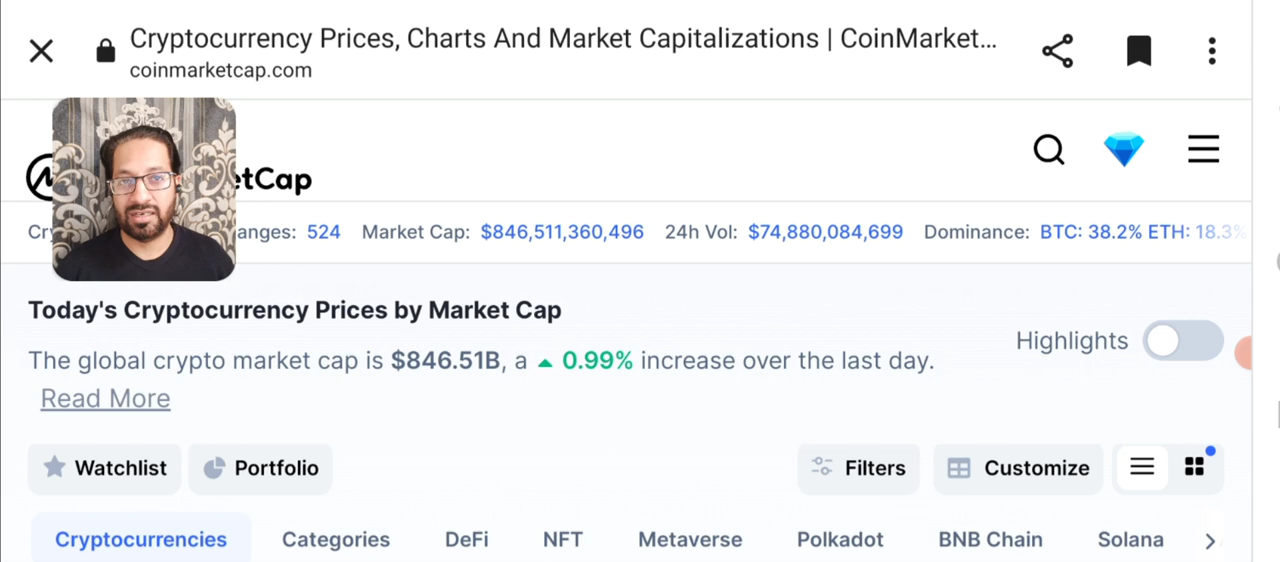 Cryptocurrency Prices, Charts And Market Capitalizations | CoinMarket...
coinmarketcap.com
etCap
Cry anges: 524 Market Cap: $846,511,360,496 24h Vol: $74,880,084,699 Dominance: BTC: 38.2% ETH: 18.3%
Today's Cryptocurrency Prices by Market Cap
The global crypto market cap is $846.51B, a ▲ 0.99% increase over the last day.
Highlights
Read More
Watchlist Portfolio Filters Customize
Cryptocurrencies Categories DeFi NFT Metaverse Polkadot BNB Chain Solana